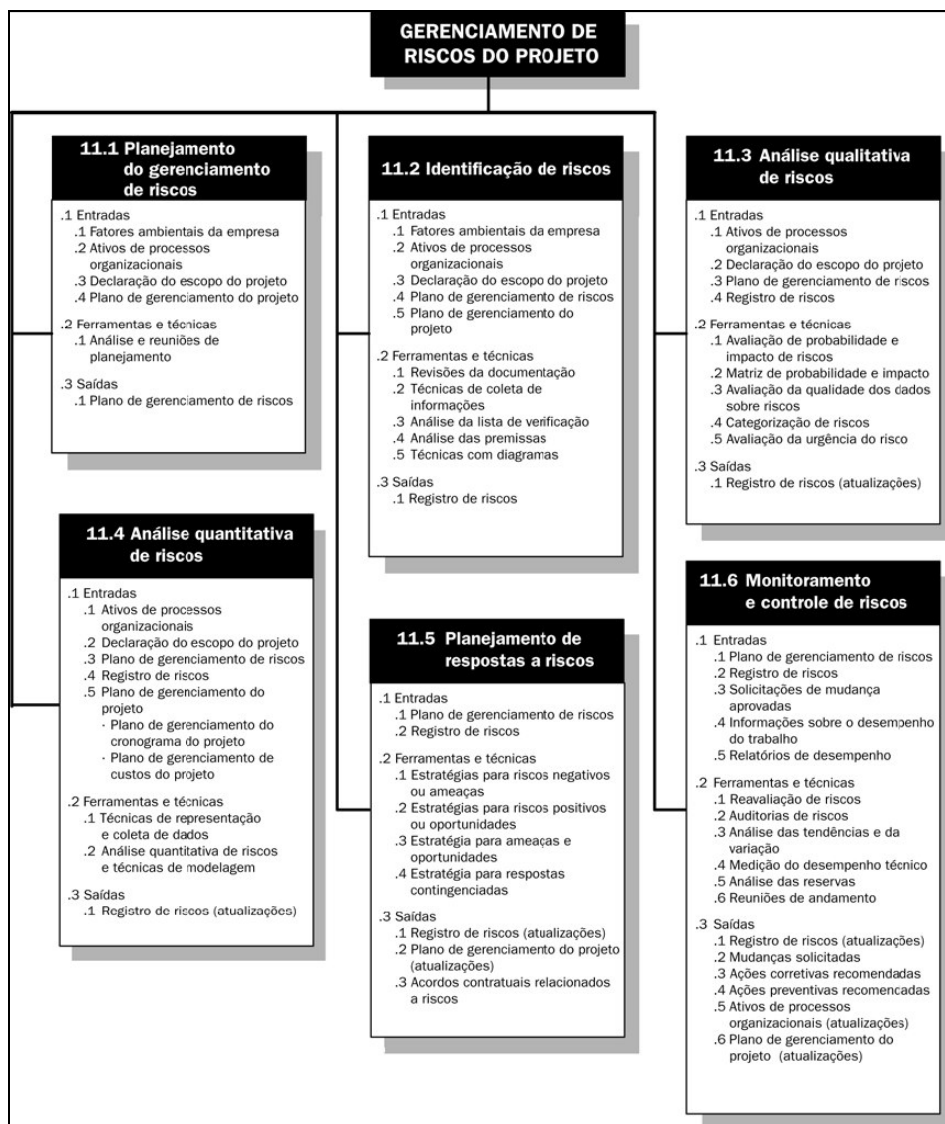 GERENCIAMENTO DE
RISCOS DO PROJETO
11.1 Planejamento
do gerenciamento
de riscos
.1 Entradas
.1 Fatores ambientais da empresa
.2 Ativos de processos
organizacionais
.3 Declaração do escopo do projeto
.4 Plano de gerenciamento do projeto
.2 Ferramentas e técnicas
.1 Análise e reuniões de
planejamento
.3 Saídas
.1 Plano de gerenciamento de riscos
11.2 Identificação de riscos
.1 Entradas
.1 Fatores ambientais da empresa
.2 Ativos de processos
organizacionais
.3 Declaração do escopo do projeto
.4 Plano de gerenciamento de riscos
.5 Plano de gerenciamento do
projeto
.2 Ferramentas e técnicas
.1 Revisões da documentação
.2 Técnicas de coleta de
informações
.3 Análise da lista de verificação
.4 Análise das premissas
.5 Técnicas com diagramas
.3 Saídas
.1 Registro de riscos
11.3 Análise qualitativa
de riscos
.1 Entradas
.1 Ativos de processos
organizacionais
.2 Declaração do escopo do projeto
.3 Plano de gerenciamento de riscos
.4 Registro de riscos
.2 Ferramentas e técnicas
.1 Avaliação de probabilidade e
impacto de riscos
.2 Matriz de probabilidade e impacto
.3 Avaliação da qualidade dos dados
sobre riscos
.4 Categorização de riscos
.5 Avaliação da urgência do risco
.3 Saídas
.1 Registro de riscos (atualizações)
11.4 Análise quantitativa
de riscos
.1 Entradas
.1 Ativos de processos
organizacionais
.2 Declaração do escopo do projeto
.3 Plano de gerenciamento de riscos
.4 Registro de riscos
.5 Plano de gerenciamento do
projeto
· Plano de gerenciamento do
cronograma do projeto
· Plano de gerenciamento de
custos do projeto
.2 Ferramentas e técnicas
.1 Técnicas de representação
e coleta de dados
.2 Análise quantitativa de riscos
e técnicas de modelagem
.3 Saídas
.1 Registro de riscos (atualizações)
11.5 Planejamento de
respostas a riscos
.1 Entradas
.1 Plano de gerenciamento de riscos
.2 Registro de riscos
.2 Ferramentas e técnicas
.1 Estratégias para riscos negativos
ou ameaças
.2 Estratégias para riscos positivos
ou oportunidades
.3 Estratégia para ameaças e
oportunidades
.4 Estratégia para respostas
contingenciadas
.3 Saídas
.1 Registro de riscos (atualizações)
.2 Plano de gerenciamento do projeto
(atualizações)
.3 Acordos contratuais relacionados
a riscos
11.6 Monitoramento
e controle de riscos
.1 Entradas
.1 Plano de gerenciamento de riscos
.2 Registro de riscos
.3 Solicitações de mudança
aprovadas
.4 Informações sobre o desempenho
do trabalho
.5 Relatórios de desempenho
.2 Ferramentas e técnicas
.1 Reavaliação de riscos
.2 Auditorias de riscos
.3 Análise das tendências e da
variação
.4 Medição do desempenho técnico
.5 Análise das reservas
.6 Reuniões de andamento
.3 Saídas
.1 Registro de riscos (atualizações)
.2 Mudanças solicitadas
.3 Ações corretivas recomendadas
.4 Ações preventivas recomencadas
.5 Ativos de processos
organizacionais (atualizações)
.6 Plano de gerenciamento do
projeto (atualizações)